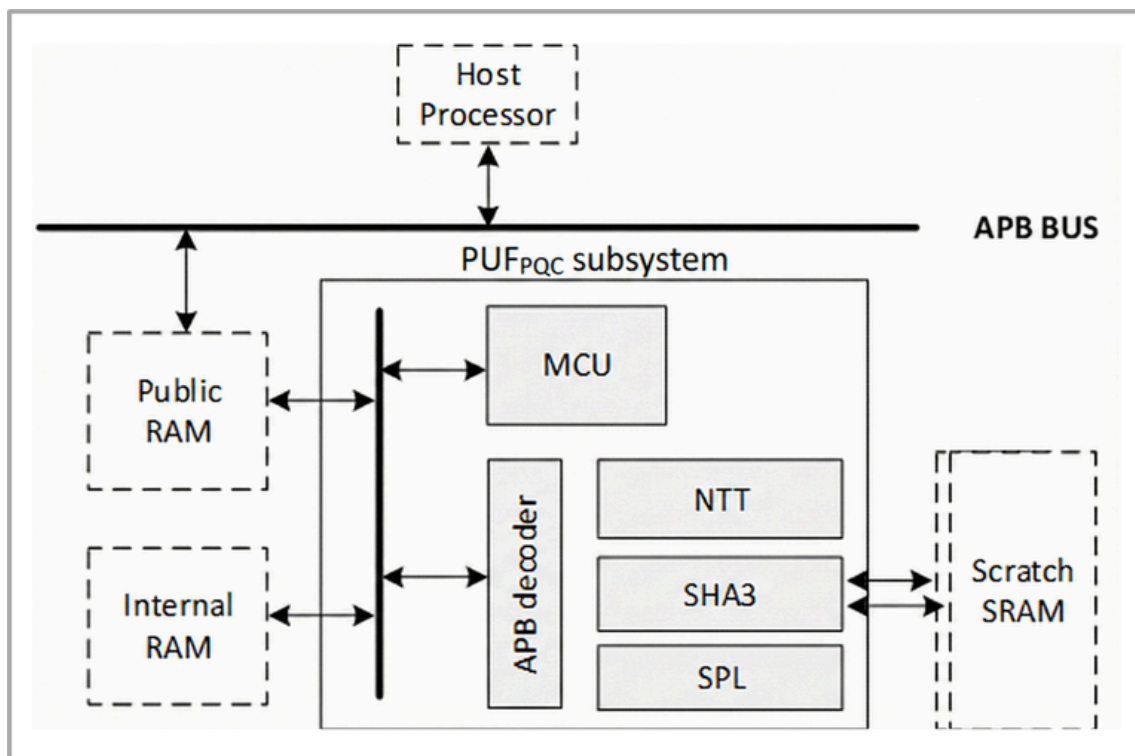 Host
Processor
APB BUS
PUFPQC subsystem
MCU
Public
RAM
NTT
APB decoder
SHA3
Scratch
SRAM
Internal
RAM
SPL